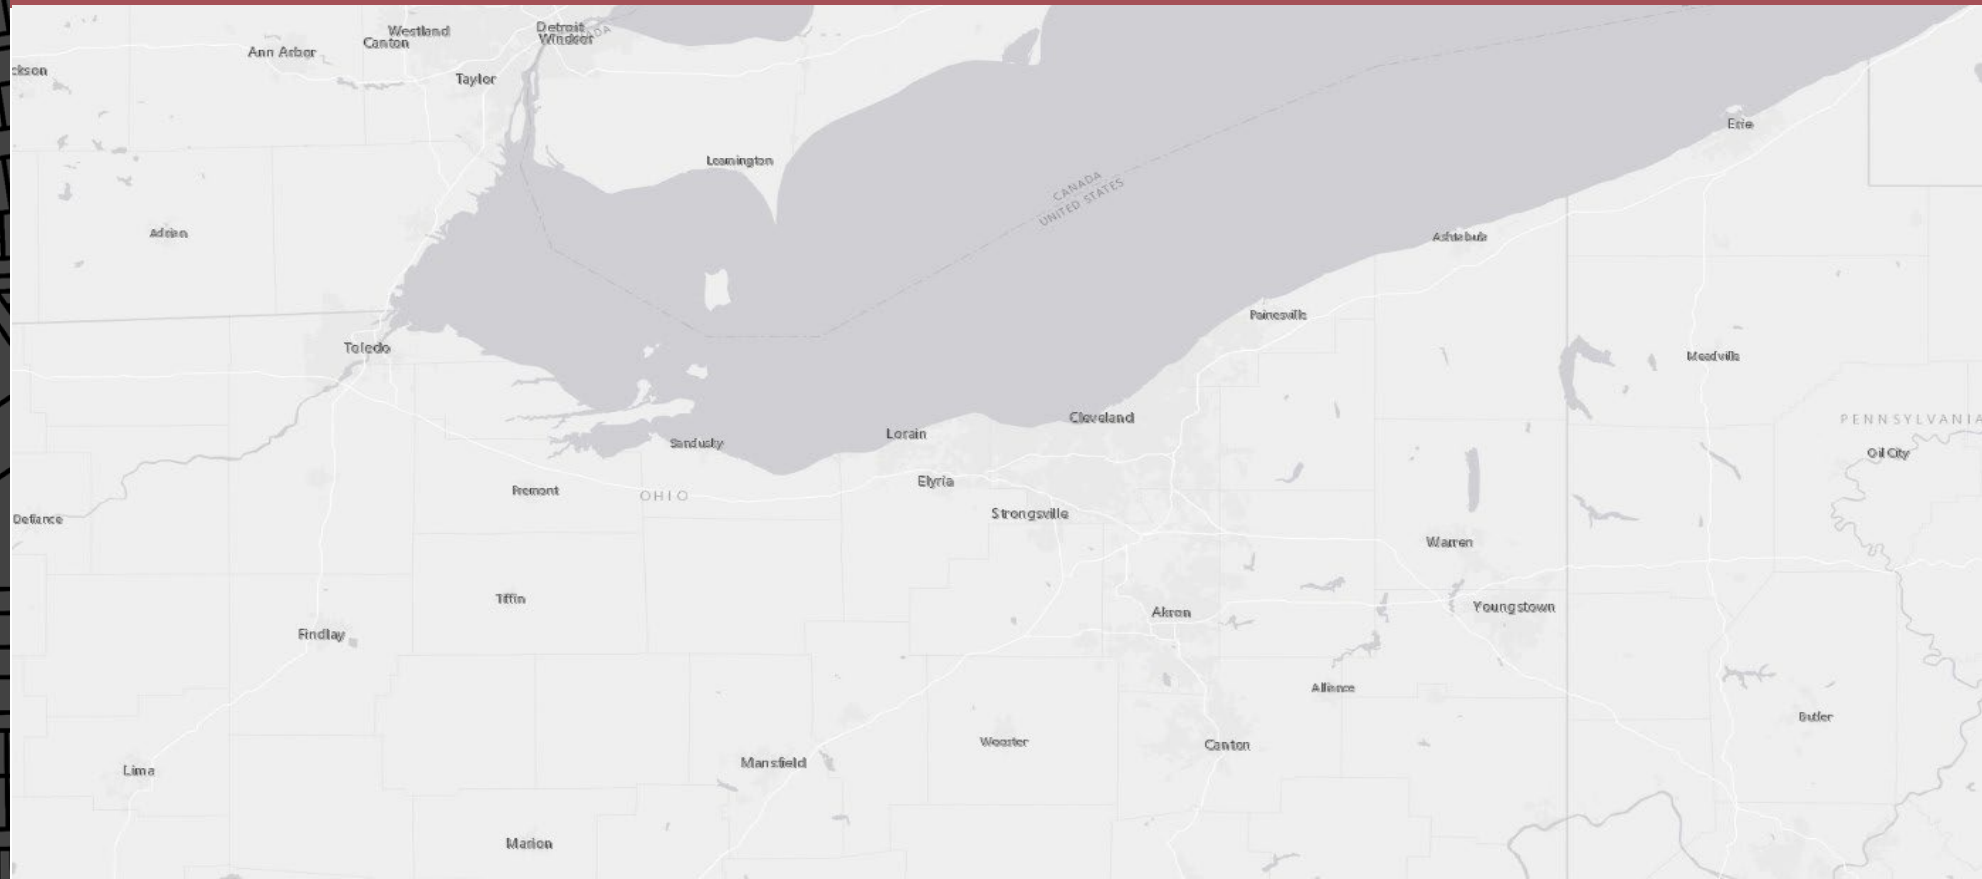 Westland
Detroit
Canton
Windsor
ADA
Ann Arbor
ckson
Taylor
Erie
Leamington
CANADA
UNITED STATES
Adrian
Ashtabula
Painesville
Toledo
Meadville
Cleveland
PENNSYLVANIA
Lorain
Sandusky
Oil City
Elyria
Fremont
OHIO
Strongsville
Defiance
Warren
Tiffin
Youngstown
Akron
Findlay
Alliance
Butler
Wooster
Canton
Mansfield
Lima
Marion